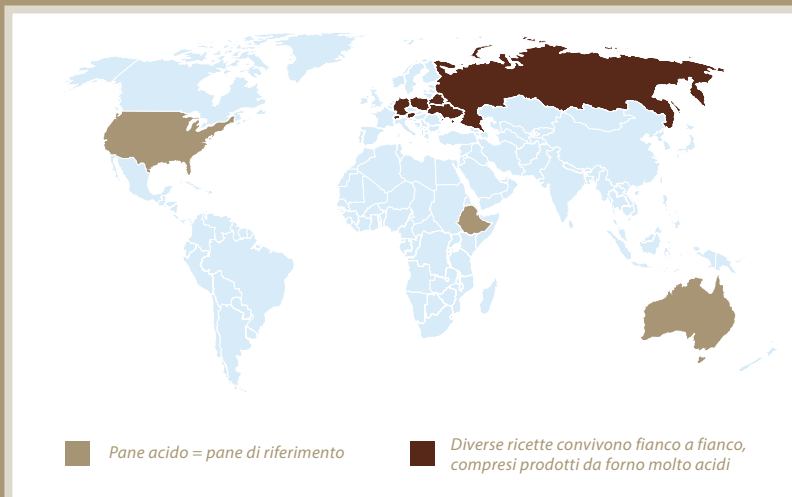 Pane acido = pane di riferimento
Diverse ricette convivono fianco a fianco,
compresi prodotti da forno molto acidi